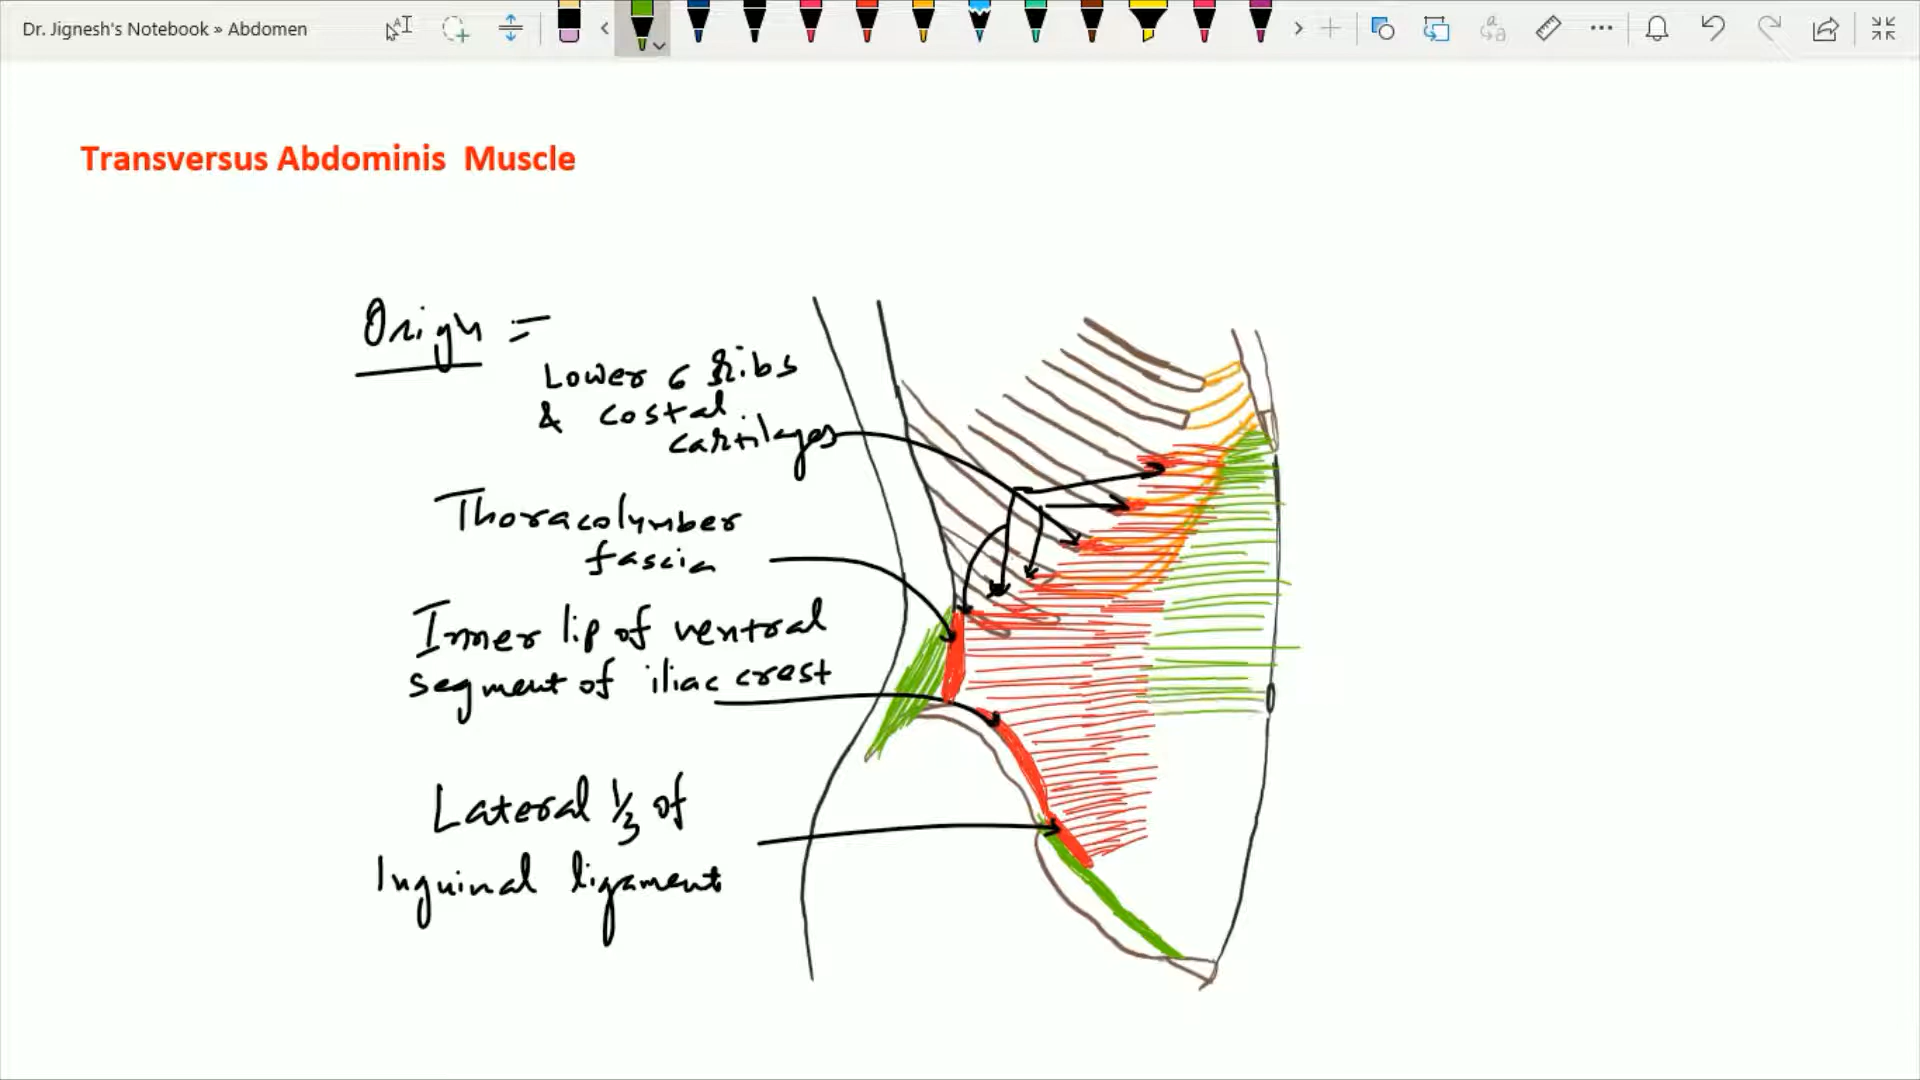 Dr. Jignesh's Notebook » Abdomen
Transversus Abdominis Muscle
Origin =
Lower 6 Ribs
& costal
cartilages
Thoracolumber
fascia
Inner lip of ventral
segment of iliac crest
Lateral 1/3 of
Inguinal ligament